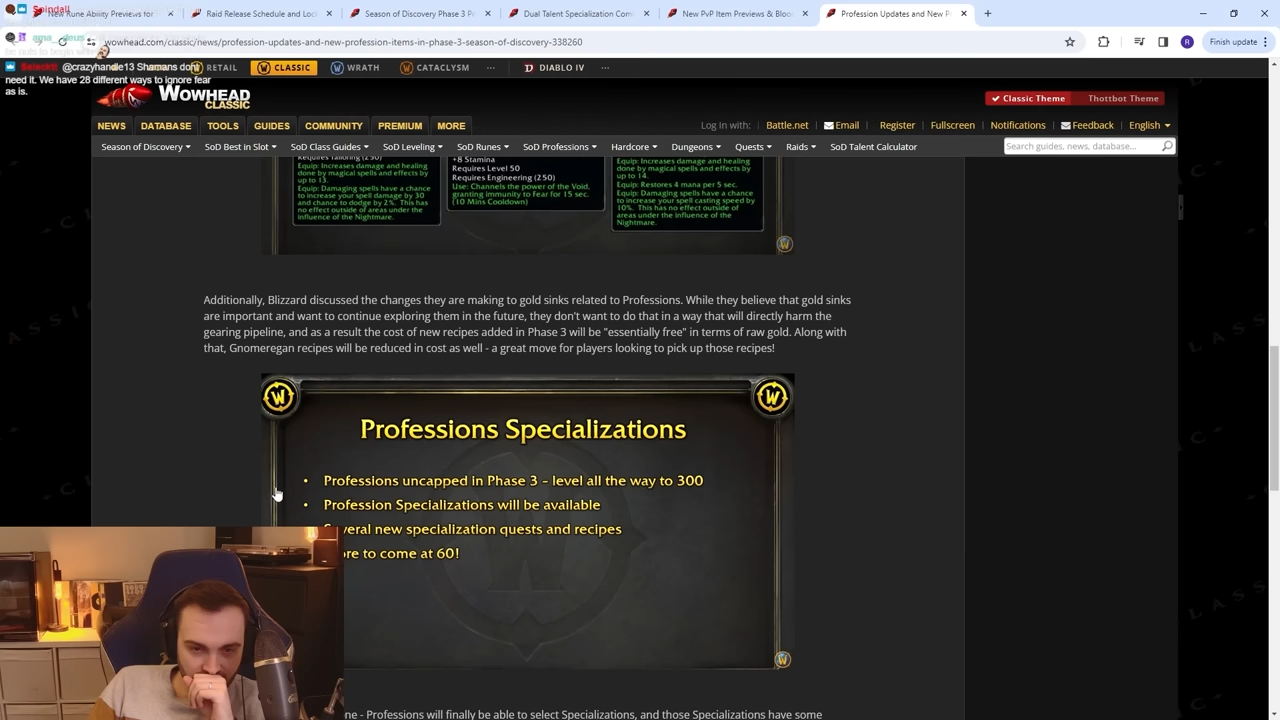 New Rune Ability Previews for
Raid Release Schedule and Loc
Season of Discovery Phase 3 P
Dual Talent Specialization Com
New PvP Item Previews & Bloo
Profession Updates and New P
Spindali
wowhead.com/classic/news/profession-updates-and-new-profession-items-in-phase-3-season-of-discovery-338260
R
Finish update
@crazyhandle13 Shamans don't
need it. We have 28 different ways to ignore fear
as is.
RETAIL
CLASSIC
WRATH
CATACLYSM
DIABLO IV
WOWHEAD
CLASSIC
Classic Theme
Thottbot Theme
NEWS
DATABASE
TOOLS
GUIDES
COMMUNITY
PREMIUM
MORE
Log In with:
Battle.net
Email
Register
Fullscreen
Notifications
Feedback
English
Season of Discovery
SoD Best in Slot
SoD Class Guides
SoD Leveling
SoD Runes
SoD Professions
Hardcore
Dungeons
Quests
Raids
SoD Talent Calculator
Search guides, news, database...
Requires Tailoring (250)
Equip: Increases damage and healing
done by magical spells and effects by
up to 13.
Equip: Damaging spells have a chance
to increase your spell damage by 30
and chance to dodge by 2%. This has
no effect outside of areas under the
influence of the Nightmare.
+8 Stamina
Requires Level 50
Requires Engineering (250)
Use: Channels the power of the Void,
granting immunity to Fear for 15 sec.
(10 Mins Cooldown)
Equip: Increases damage and healing
done by magical spells and effects by
up to 14.
Equip: Restores 4 mana per 5 sec.
Equip: Damaging spells have a chance
to increase your spell casting speed by
10%. This has no effect outside of
areas under the influence of the
Nightmare.
Additionally, Blizzard discussed the changes they are making to gold sinks related to Professions. While they believe that gold sinks
are important and want to continue exploring them in the future, they don't want to do that in a way that will directly harm the
gearing pipeline, and as a result the cost of new recipes added in Phase 3 will be "essentially free" in terms of raw gold. Along with
that, Gnomeregan recipes will be reduced in cost as well - a great move for players looking to pick up those recipes!
Professions Specializations
• Professions uncapped in Phase 3 - level all the way to 300
• Profession Specializations will be available
veral new specialization quests and recipes
ore to come at 60!
ne - Professions will finally be able to select Specializations, and those Specializations have some